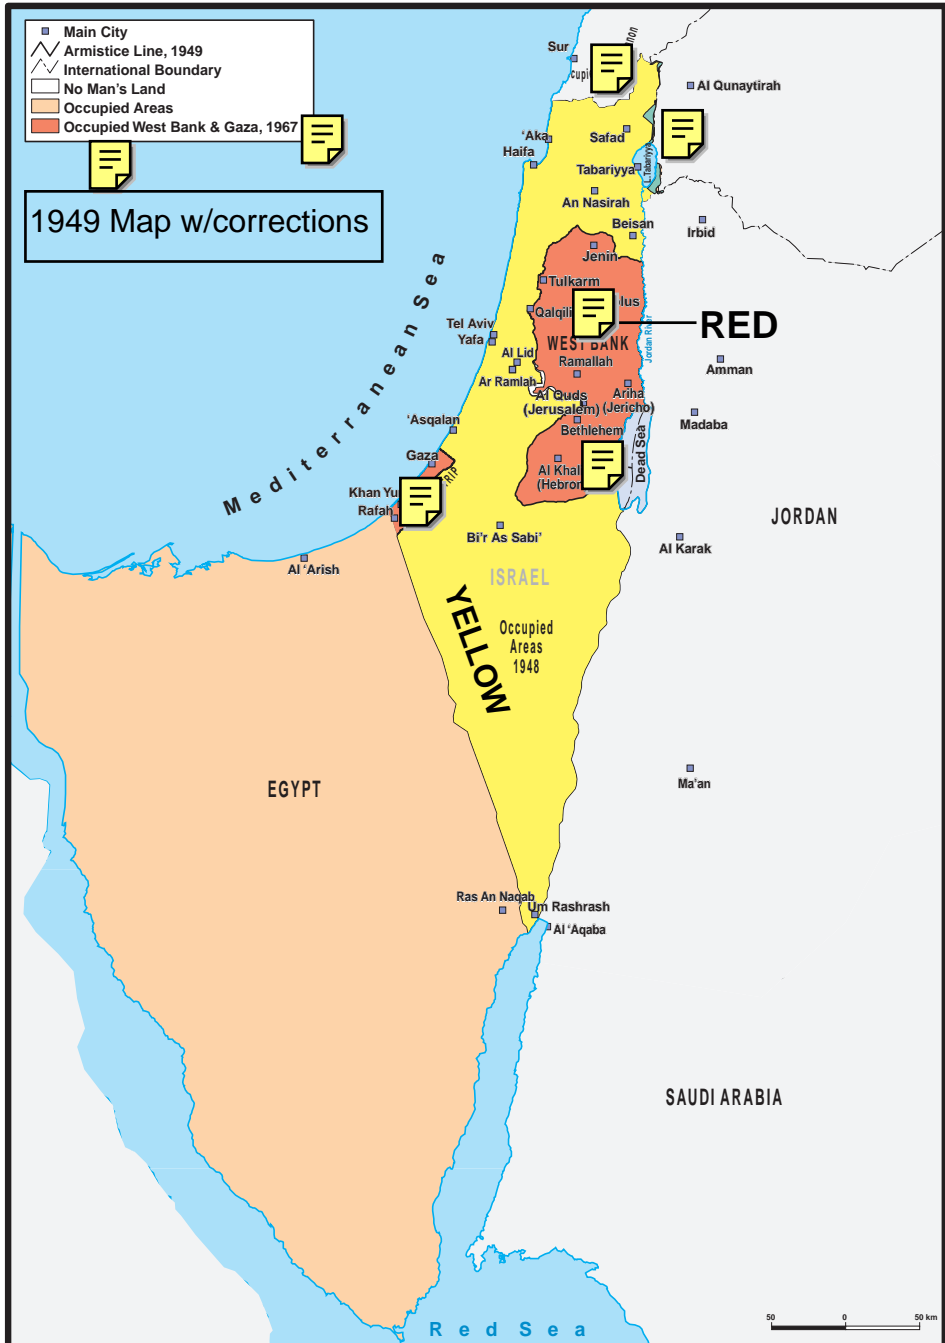 Main City
Armistice Line, 1949
International Boundary
No Man's Land
Occupied Areas
Occupied West Bank & Gaza, 1967
1949 Map w/corrections
Sur
Al Qunaytirah
'Aka
Safad
Haifa
Tabariyya
L. Tabariyya
An Nasirah
Beisan
Irbid
Jenin
Tulkarm
Mediterranean Sea
Tel Aviv
Yafa
RED
WEST BANK
Jordan River
Al Lid
Ramallah
Amman
Ar Ramlah
Al Quds
(Jerusalem)
Ariha
(Jericho)
Madaba
'Asqalan
Bethlehem
Dead Sea
Gaza
(Hebron)
Khan
Rafah
JORDAN
Bi'r As Sabi'
Al Karak
Al 'Arish
ISRAEL
YELLOW
Occupied
Areas
1948
EGYPT
Ma'an
Ras An Naqab
Um Rashrash
Al 'Aqaba
SAUDI ARABIA
Red Sea
50 0 50 km